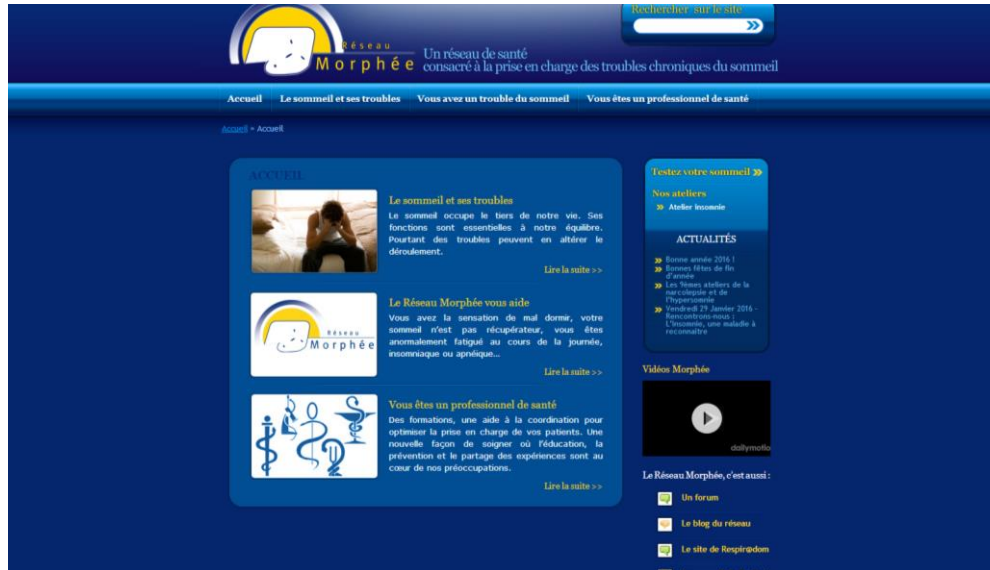 Rechercher sur le site
Réseau
Morphée
Un réseau de santé
consacré à la prise en charge des troubles chroniques du sommeil
Accueil Le sommeil et ses troubles Vous avez un trouble du sommeil Vous êtes un professionnel de santé
Accueil » Accueil
ACCUEIL
Le sommeil et ses troubles
Le sommeil occupe le tiers de notre vie. Ses
fonctions sont essentielles à notre équilibre.
Pourtant des troubles peuvent en altérer le
déroulement.
Lire la suite >>
Réseau
Morphée
Le Réseau Morphée vous aide
Vous avez la sensation de mal dormir, votre
sommeil n'est pas récupérateur, vous êtes
anormalement fatigué au cours de la journée,
insomniaque ou apnéique...
Lire la suite >>
Vous êtes un professionnel de santé
Des formations, une aide à la coordination pour
optimiser la prise en charge de vos patients. Une
nouvelle façon de soigner où l'éducation, la
prévention et le partage des expériences sont au
cœur de nos préoccupations.
Lire la suite >>
Testez votre sommeil
Nos ateliers
Atelier insomnie
ACTUALITÉS
Bonne année 2016 !
Bonnes fêtes de fin
d'année
Les 9èmes ateliers de la
narcolepsie et de
l'hypersomnie
Vendredi 29 Janvier 2016 -
Rencontrons-nous :
L'insomnie, une maladie à
reconnaître
Vidéos Morphée
dailymotio
Le Réseau Morphée, c'est aussi :
Un forum
Le blog du réseau
Le site de Respir@dom